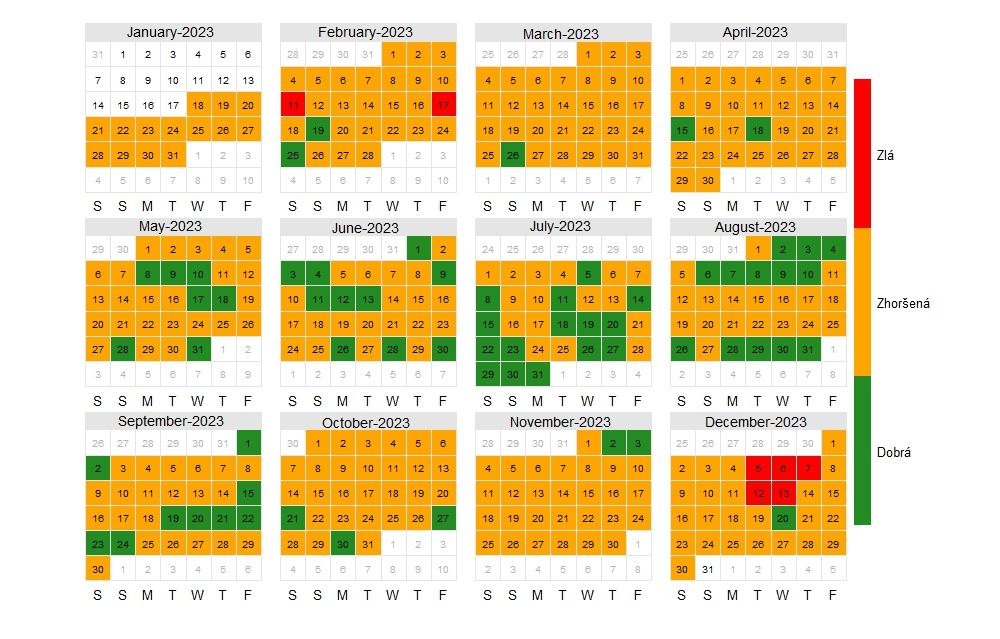 January-2023 February-2023 March-2023 April-2023
31 1 2 3 4 5 6 28 29 30 31 1 2 3 25 26 27 28 1 2 3 25 26 27 28 29 30 31
7 8 9 10 11 12 13 4 5 6 7 8 9 10 4 5 6 7 8 9 10 1 2 3 4 5 6 7
14 15 16 17 18 19 20 11 12 13 14 15 16 17 11 12 13 14 15 16 17 8 9 10 11 12 13 14
21 22 23 24 25 26 27 18 19 20 21 22 23 24 18 19 20 21 22 23 24 15 16 17 18 19 20 21
28 29 30 31 1 2 3 25 26 27 28 1 2 3 25 26 27 28 29 30 31 22 23 24 25 26 27 28
4 5 6 7 8 9 10 4 5 6 7 8 9 10 1 2 3 4 5 6 7 29 30 1 2 3 4 5
S S M T W T F S S M T W T F S S M T W T F S S M T W T F
May-2023 June-2023 July-2023 August-2023
29 30 1 2 3 4 5 27 28 29 30 31 1 2 24 25 26 27 28 29 30 29 30 31 1 2 3 4
6 7 8 9 10 11 12 3 4 5 6 7 8 9 1 2 3 4 5 6 7 5 6 7 8 9 10 11
13 14 15 16 17 18 19 10 11 12 13 14 15 16 8 9 10 11 12 13 14 12 13 14 15 16 17 18
20 21 22 23 24 25 26 17 18 19 20 21 22 23 15 16 17 18 19 20 21 19 20 21 22 23 24 25
27 28 29 30 31 1 2 24 25 26 27 28 29 30 22 23 24 25 26 27 28 26 27 28 29 30 31 1
3 4 5 6 7 8 9 1 2 3 4 5 6 7 29 30 31 1 2 3 4 2 3 4 5 6 7 8
S S M T W T F S S M T W T F S S M T W T F S S M T W T F
September-2023 October-2023 November-2023 December-2023
26 27 28 29 30 31 1 30 1 2 3 4 5 6 28 29 30 31 1 2 3 25 26 27 28 29 30 1
2 3 4 5 6 7 8 7 8 9 10 11 12 13 4 5 6 7 8 9 10 2 3 4 5 6 7 8
9 10 11 12 13 14 15 14 15 16 17 18 19 20 11 12 13 14 15 16 17 9 10 11 12 13 14 15
16 17 18 19 20 21 22 21 22 23 24 25 26 27 18 19 20 21 22 23 24 16 17 18 19 20 21 22
23 24 25 26 27 28 29 28 29 30 31 1 2 3 25 26 27 28 29 30 1 23 24 25 26 27 28 29
30 1 2 3 4 5 6 4 5 6 7 8 9 10 2 3 4 5 6 7 8 30 31 1 2 3 4 5
S S M T W T F S S M T W T F S S M T W T F S S M T W T F
Zlá
Zhoršená
Dobrá